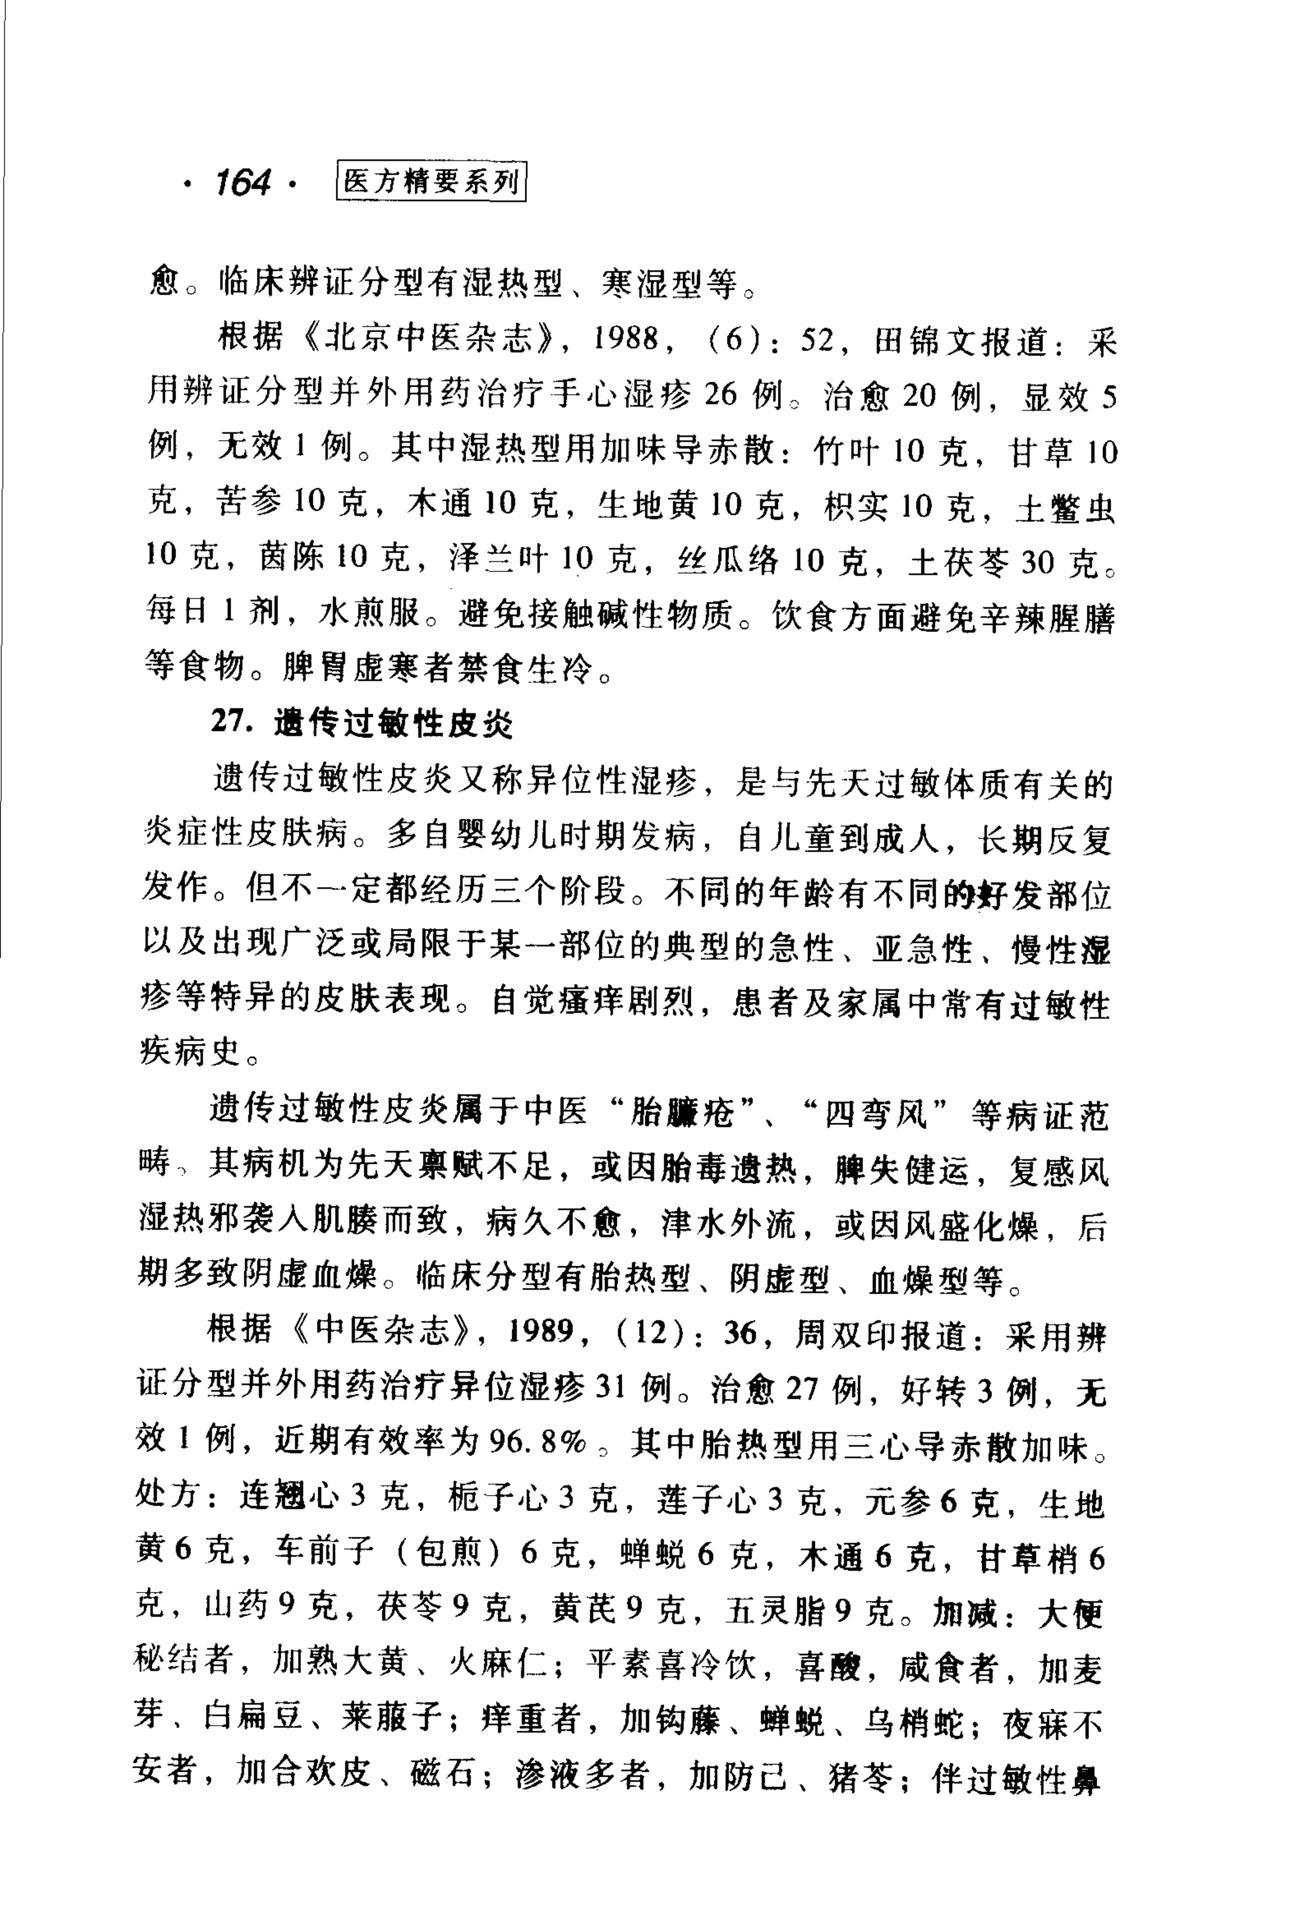 · 164 · 医方精要系列
愈。临床辨证分型有湿热型、寒湿型等。
根据《北京中医杂志》，1988，（6）：52，田锦文报道：采
用辨证分型并外用药治疗手心湿疹 26 例。治愈 20 例，显效 5
例，无效 1 例。其中湿热型用加味导赤散：竹叶 10 克，甘草 10
克，苦参 10 克，木通 10 克，生地黄 10 克，枳实 10 克，土鳖虫
10 克，茵陈 10 克，泽兰叶 10 克，丝瓜络 10 克，土茯苓 30 克。
每日 1 剂，水煎服。避免接触碱性物质。饮食方面避免辛辣腥膳
等食物。脾胃虚寒者禁食生冷。
27. 遗传过敏性皮炎
遗传过敏性皮炎又称异位性湿疹，是与先天过敏体质有关的
炎症性皮肤病。多自婴幼儿时期发病，自儿童到成人，长期反复
发作。但不一定都经历三个阶段。不同的年龄有不同的好发部位
以及出现广泛或局限于某一部位的典型的急性、亚急性、慢性湿
疹等特异的皮肤表现。自觉瘙痒剧烈，患者及家属中常有过敏性
疾病史。
遗传过敏性皮炎属于中医“胎臁疮”、“四弯风”等病证范
畴。其病机为先天禀赋不足，或因胎毒遗热，脾失健运，复感风
湿热邪袭入肌腠而致，病久不愈，津水外流，或因风盛化燥，后
期多致阴虚血燥。临床分型有胎热型、阴虚型、血燥型等。
根据《中医杂志》，1989，（12）：36，周双印报道：采用辨
证分型并外用药治疗异位湿疹 31 例。治愈 27 例，好转 3 例，无
效 1 例，近期有效率为 96.8%。其中胎热型用三心导赤散加味。
处方：连翘心 3 克，栀子心 3 克，莲子心 3 克，元参 6 克，生地
黄 6 克，车前子（包煎）6 克，蝉蜕 6 克，木通 6 克，甘草梢 6
克，山药 9 克，茯苓 9 克，黄芪 9 克，五灵脂 9 克。加减：大便
秘结者，加熟大黄、火麻仁；平素喜冷饮，喜酸，咸食者，加麦
芽、白扁豆、莱菔子；痒重者，加钩藤、蝉蜕、乌梢蛇；夜寐不
安者，加合欢皮、磁石；渗液多者，加防己、猪苓；伴过敏性鼻